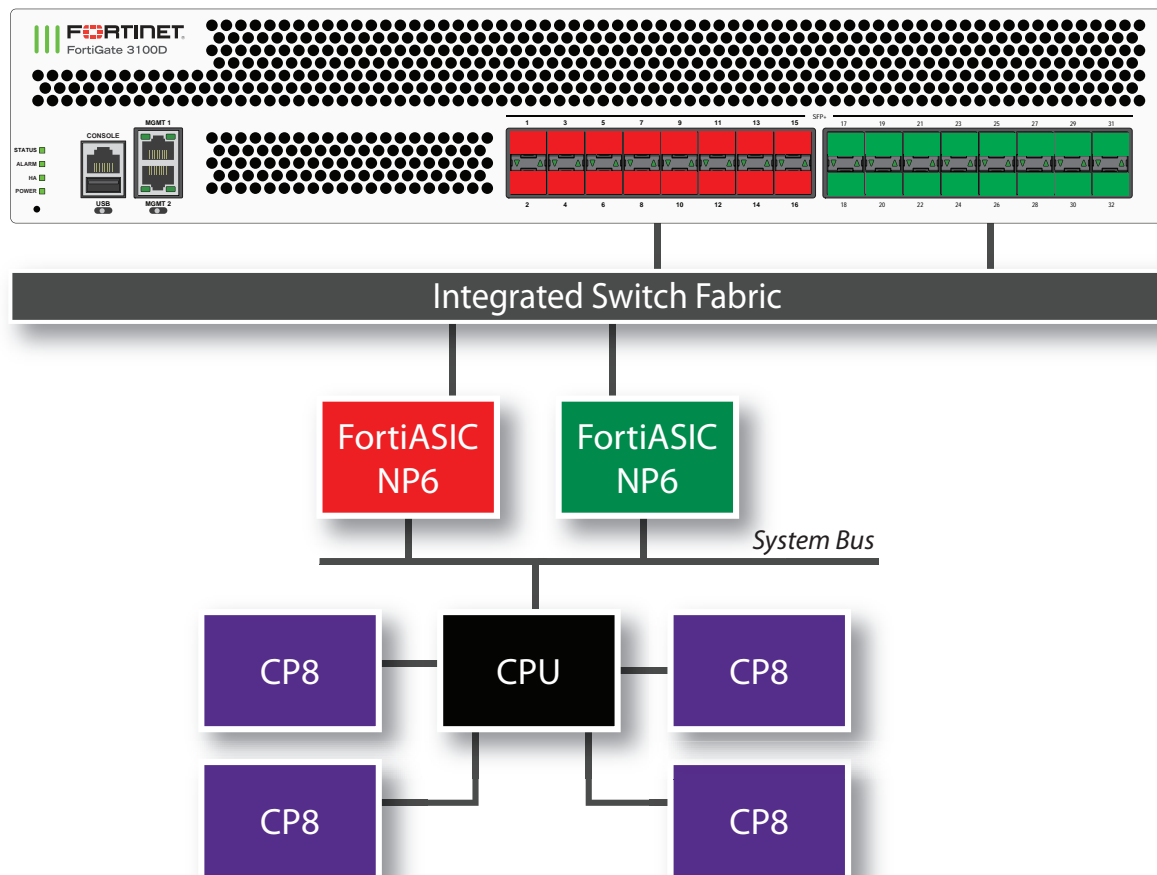 FORTINET
FortiGate 3100D
MGMT 1
CONSOLE
STATUS
ALARM
HA
POWER
USB
MGMT 2
SFP+
1 3 5 7 9 11 13 15
17 19 21 23 25 27 29 31
2 4 6 8 10 12 14 16
18 20 22 24 26 28 30 32
Integrated Switch Fabric
FortiASIC
NP6
FortiASIC
NP6
System Bus
CP8
CPU
CP8
CP8
CP8